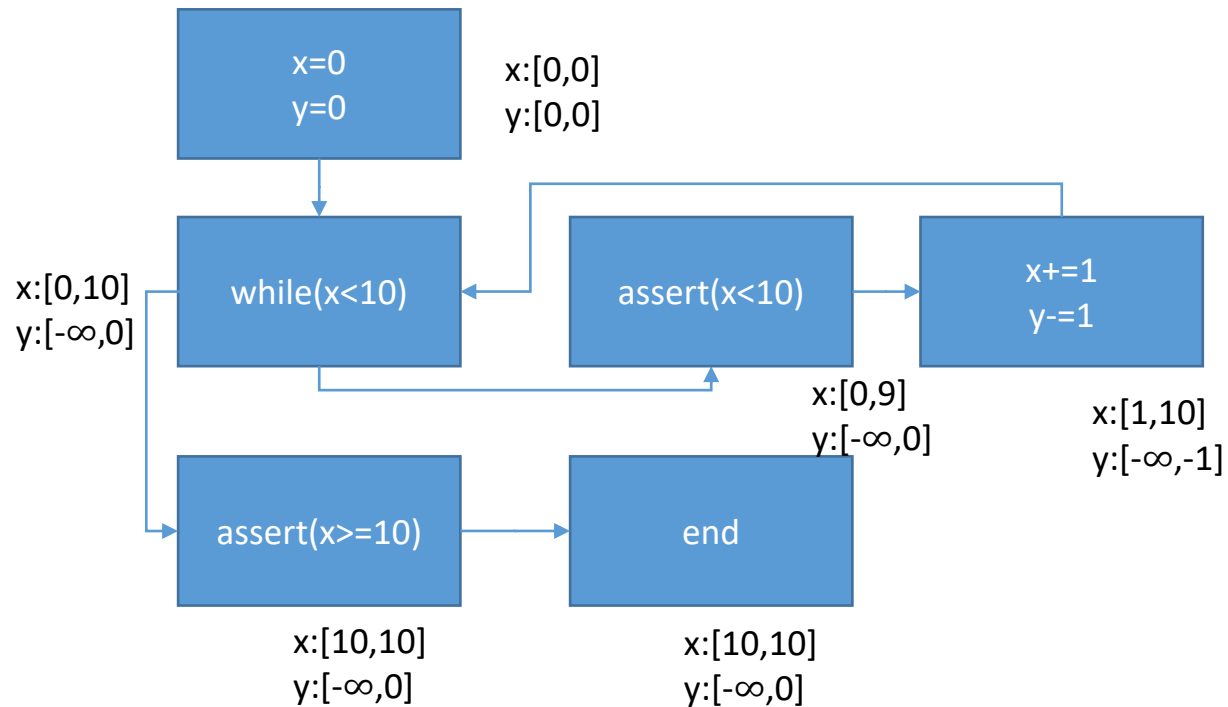 x=0
y=0
x:[0,0]
y:[0,0]
x:[0,10]
y:[-∞,0]
while(x<10)
assert(x<10)
x+=1
y-=1
x:[0,9]
y:[-∞,0]
x:[1,10]
y:[-∞,-1]
assert(x>=10)
end
x:[10,10]
y:[-∞,0]
x:[10,10]
y:[-∞,0]